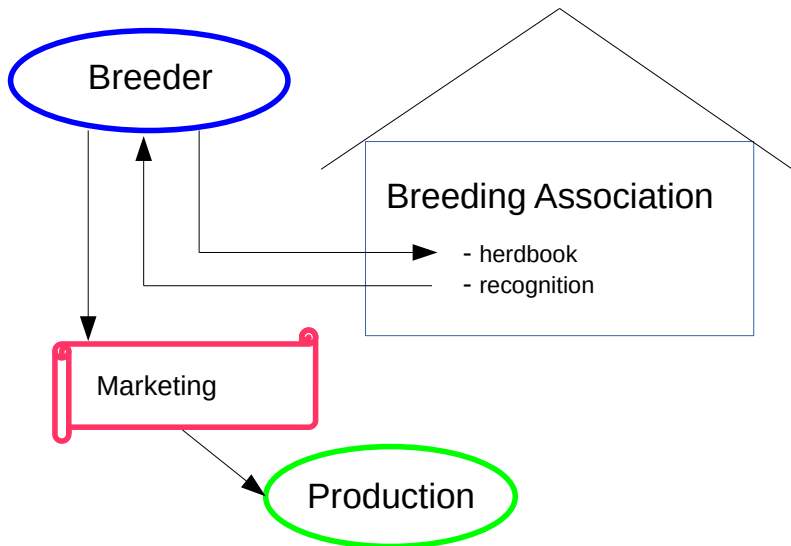 Breeder
Breeding Association
- herdbook
- recognition
Marketing
Production